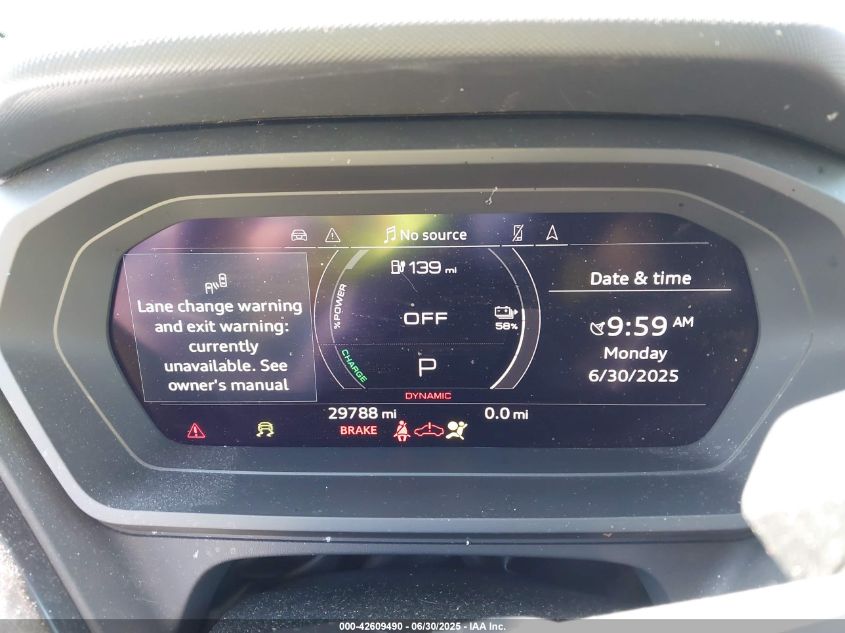 No source
139 mi
Lane change warning
and exit warning:
currently
unavailable. See
owner's manual
%POWER
OFF
58%
CHARGE
P
DYNAMIC
Date & time
9:59 AM
Monday
6/30/2025
29788 mi
0.0 mi
BRAKE
000-42609490 - 06/30/2025 - IAA Inc.